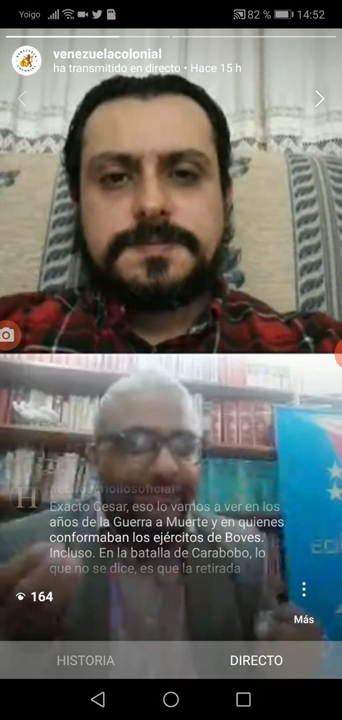 Yoigo 82 % 14:52
venezuelacolonial
ha transmitido en directo • Hace 15 h
Exacto Cesar, eso lo vamos a ver en los
años de la Guerra a Muerte y en quienes
conformaban los ejércitos de Boves.
Incluso. En la batalla de Carabobo, lo
que no se dice, es que la retirada
164
Más
HISTORIA DIRECTO